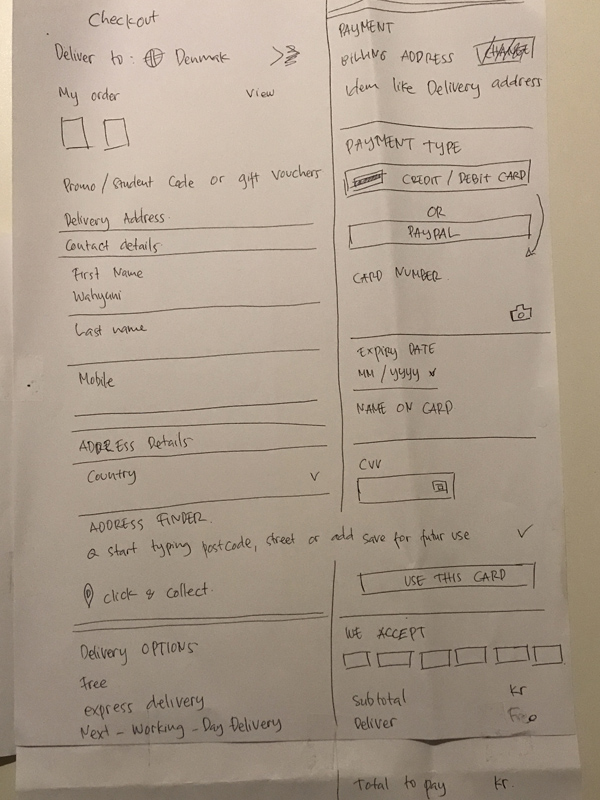 Checkout
Deliver to: Denmak
My order View
Promo/Student Code or gift Vouchers
Delivery Address
Contact details
First Name
Wahyuni
Last name
Mobile
ADDRESS Details
Country
ADDRESS FINDER.
start typing postcode, street or add
click & collect.
Delivery OPTIONS
Free
express delivery
Next-Working-Day Delivery
PAYMENT
BILLING ADDRESS CHANGE
Idem like Delivery address
PAYMENT TYPE
CREDIT / DEBIT CARD
OR
PAYPAL
CARD NUMBER.
EXPIRY DATE
MM / YYYY
NAME ON CARD
CVV
save for futur use
USE THIS CARD
WE ACCEPT
Subtotal kr
Deliver
Total to pay kr.